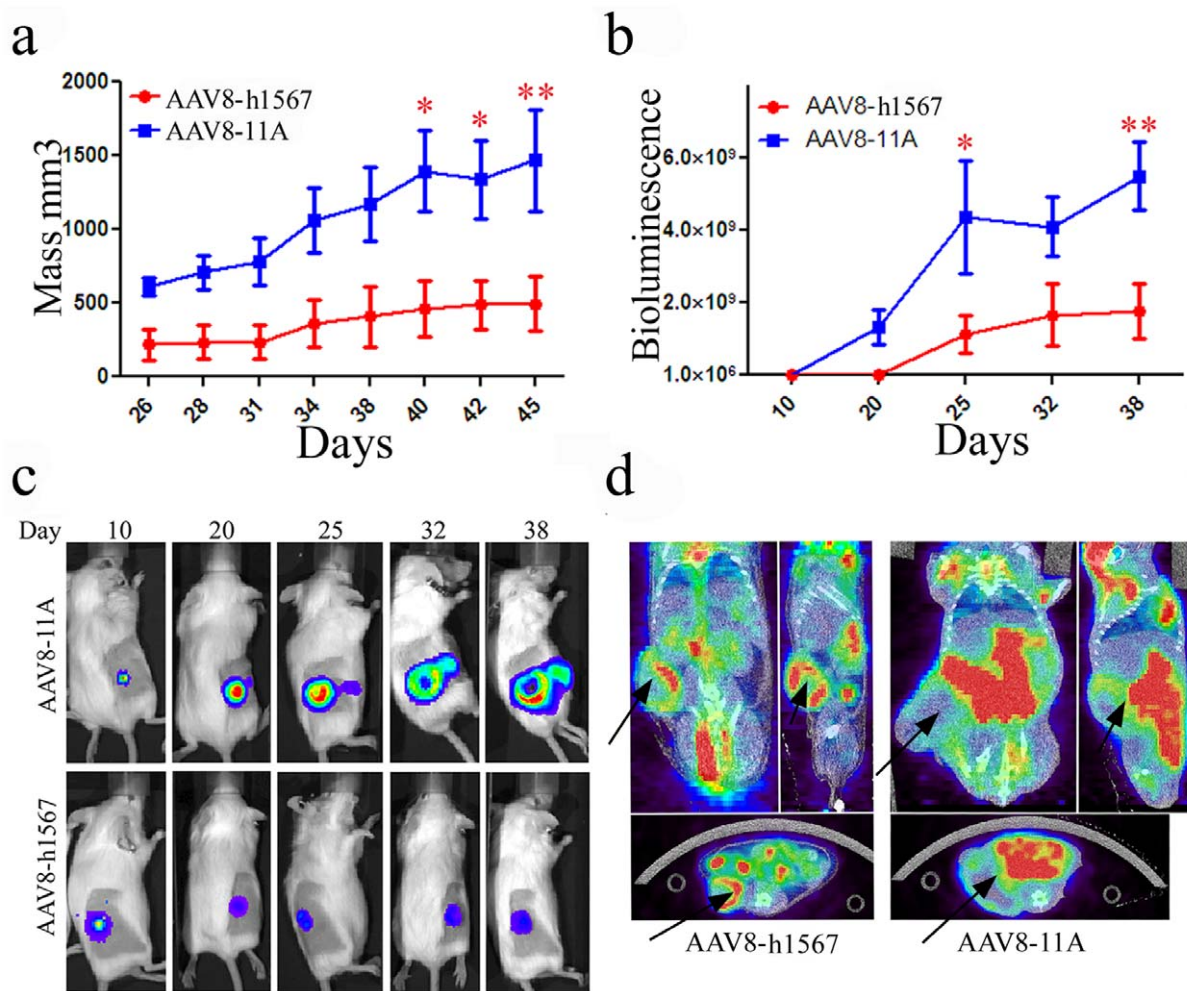 a
2000
1500
1000
500
0
Mass mm3
AAV8-h1567
AAV8-11A
* * **
26 28 31 34 38 40 42 45
Days
b
6.0×10⁹
4.0×10⁹
2.0×10⁹
1.0×10⁶
Bioluminescence
AAV8-h1567
AAV8-11A
* **
10 20 25 32 38
Days
c
Day 10 20 25 32 38
AAV8-11A
AAV8-h1567
d
AAV8-h1567
AAV8-11A